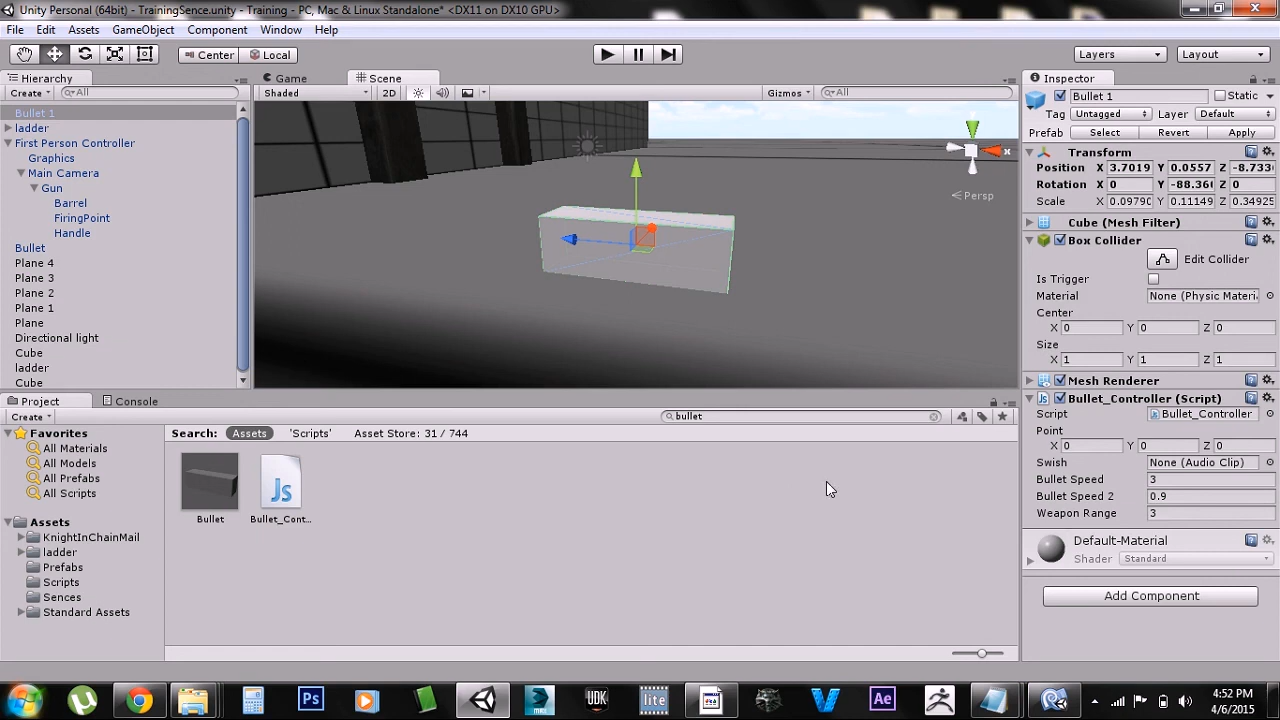 Unity Personal (64bit) - TrainingSence.unity - Training - PC, Mac & Linux Standalone* <DX11 on DX10 GPU>
File Edit Assets GameObject Component Window Help
Center Local Layers Layout
Hierarchy Game Scene Inspector
Create All Shaded 2D Gizmos All Bullet 1 Static
Bullet 1
ladder
First Person Controller
Graphics
Main Camera
Gun
Barrel
FiringPoint
Handle
Bullet
Plane 4
Plane 3
Plane 2
Plane 1
Plane
Directional light
Cube
ladder
Cube
x
Persp
Tag Untagged Layer Default
Prefab Select Revert Apply
Transform
Position X 3.7019 Y 0.0557 Z -8.733
Rotation X 0 Y -88.36 Z 0
Scale X 0.0979 Y 0.11149 Z 0.34925
Cube (Mesh Filter)
Box Collider
Edit Collider
Is Trigger
Material None (Physic Materi
Center
X 0 Y 0 Z 0
Size
X 1 Y 1 Z 1
Mesh Renderer
Bullet_Controller (Script)
Script Bullet_Controller
Point
X 0 Y 0 Z 0
Swish None (Audio Clip)
Bullet Speed 3
Bullet Speed 2 0.9
Weapon Range 3
Default-Material
Shader Standard
Add Component
Project Console
Create bullet
Favorites
All Materials
All Models
All Prefabs
All Scripts
Assets
KnightInChainMail
ladder
Prefabs
Scripts
Sences
Standard Assets
Search: Assets 'Scripts' Asset Store: 31 / 744
Js
Bullet Bullet_Cont...
Ps UDK lite Ae
4:52 PM
4/6/2015